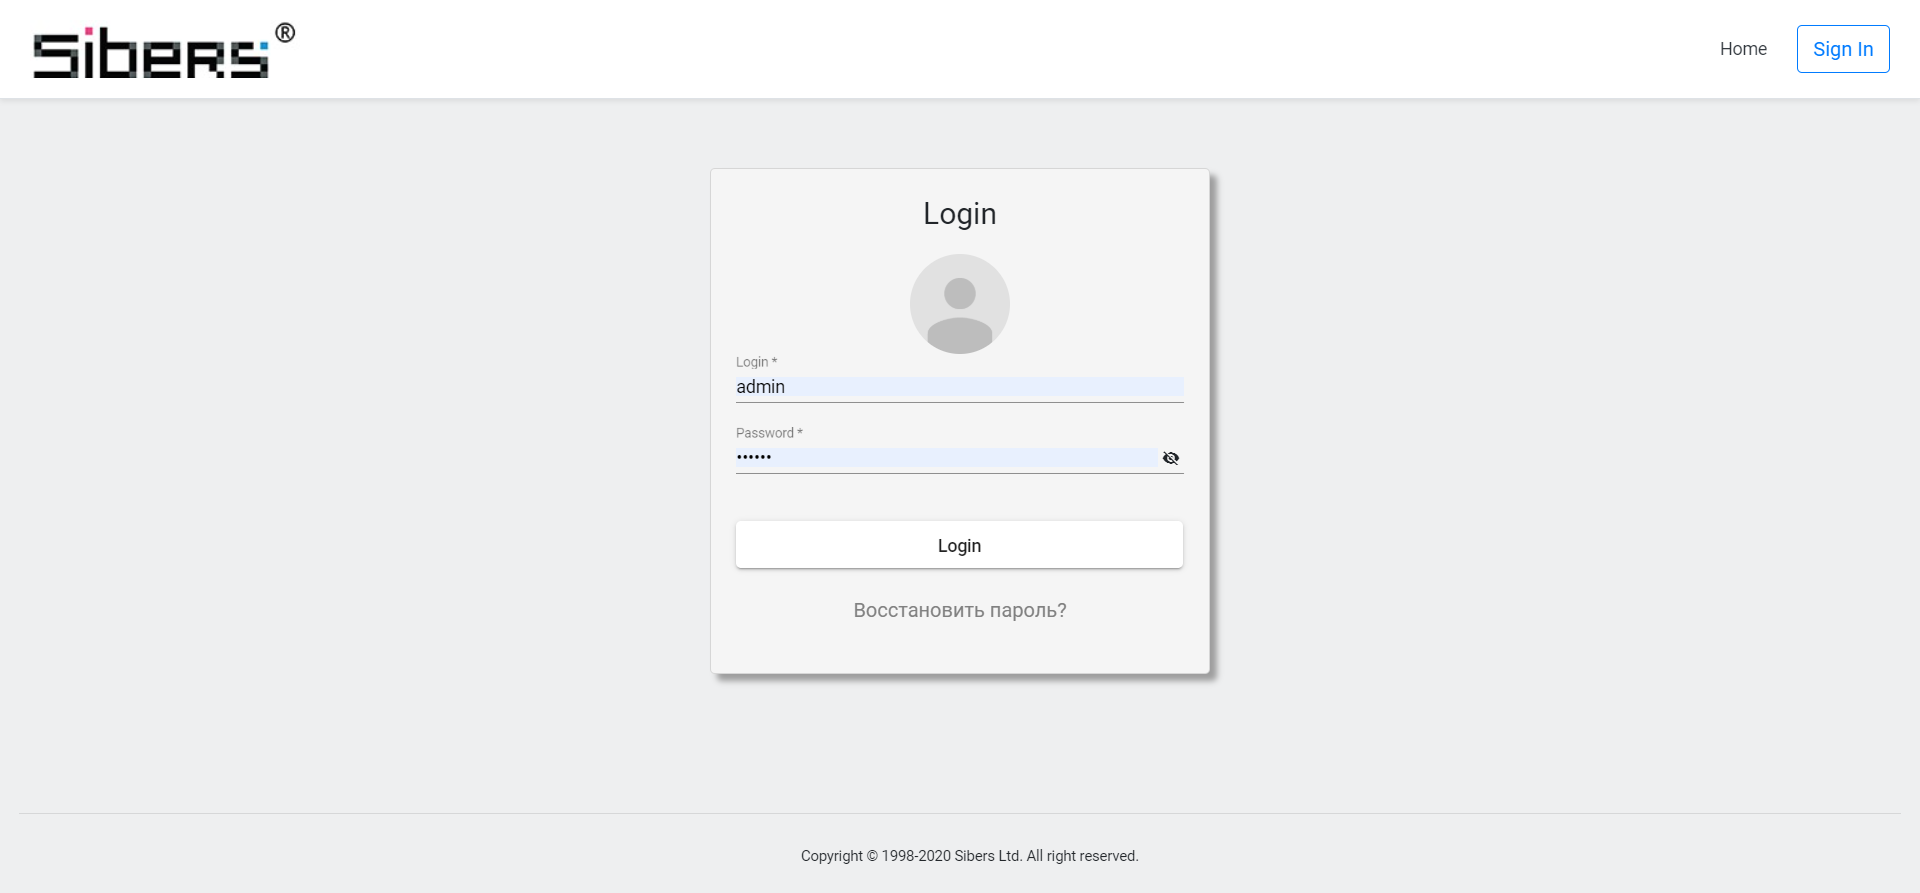 Sibers®
Home
Sign In
Login
Login *
admin
Password *
••••••
Login
Восстановить пароль?
Copyright © 1998-2020 Sibers Ltd. All right reserved.